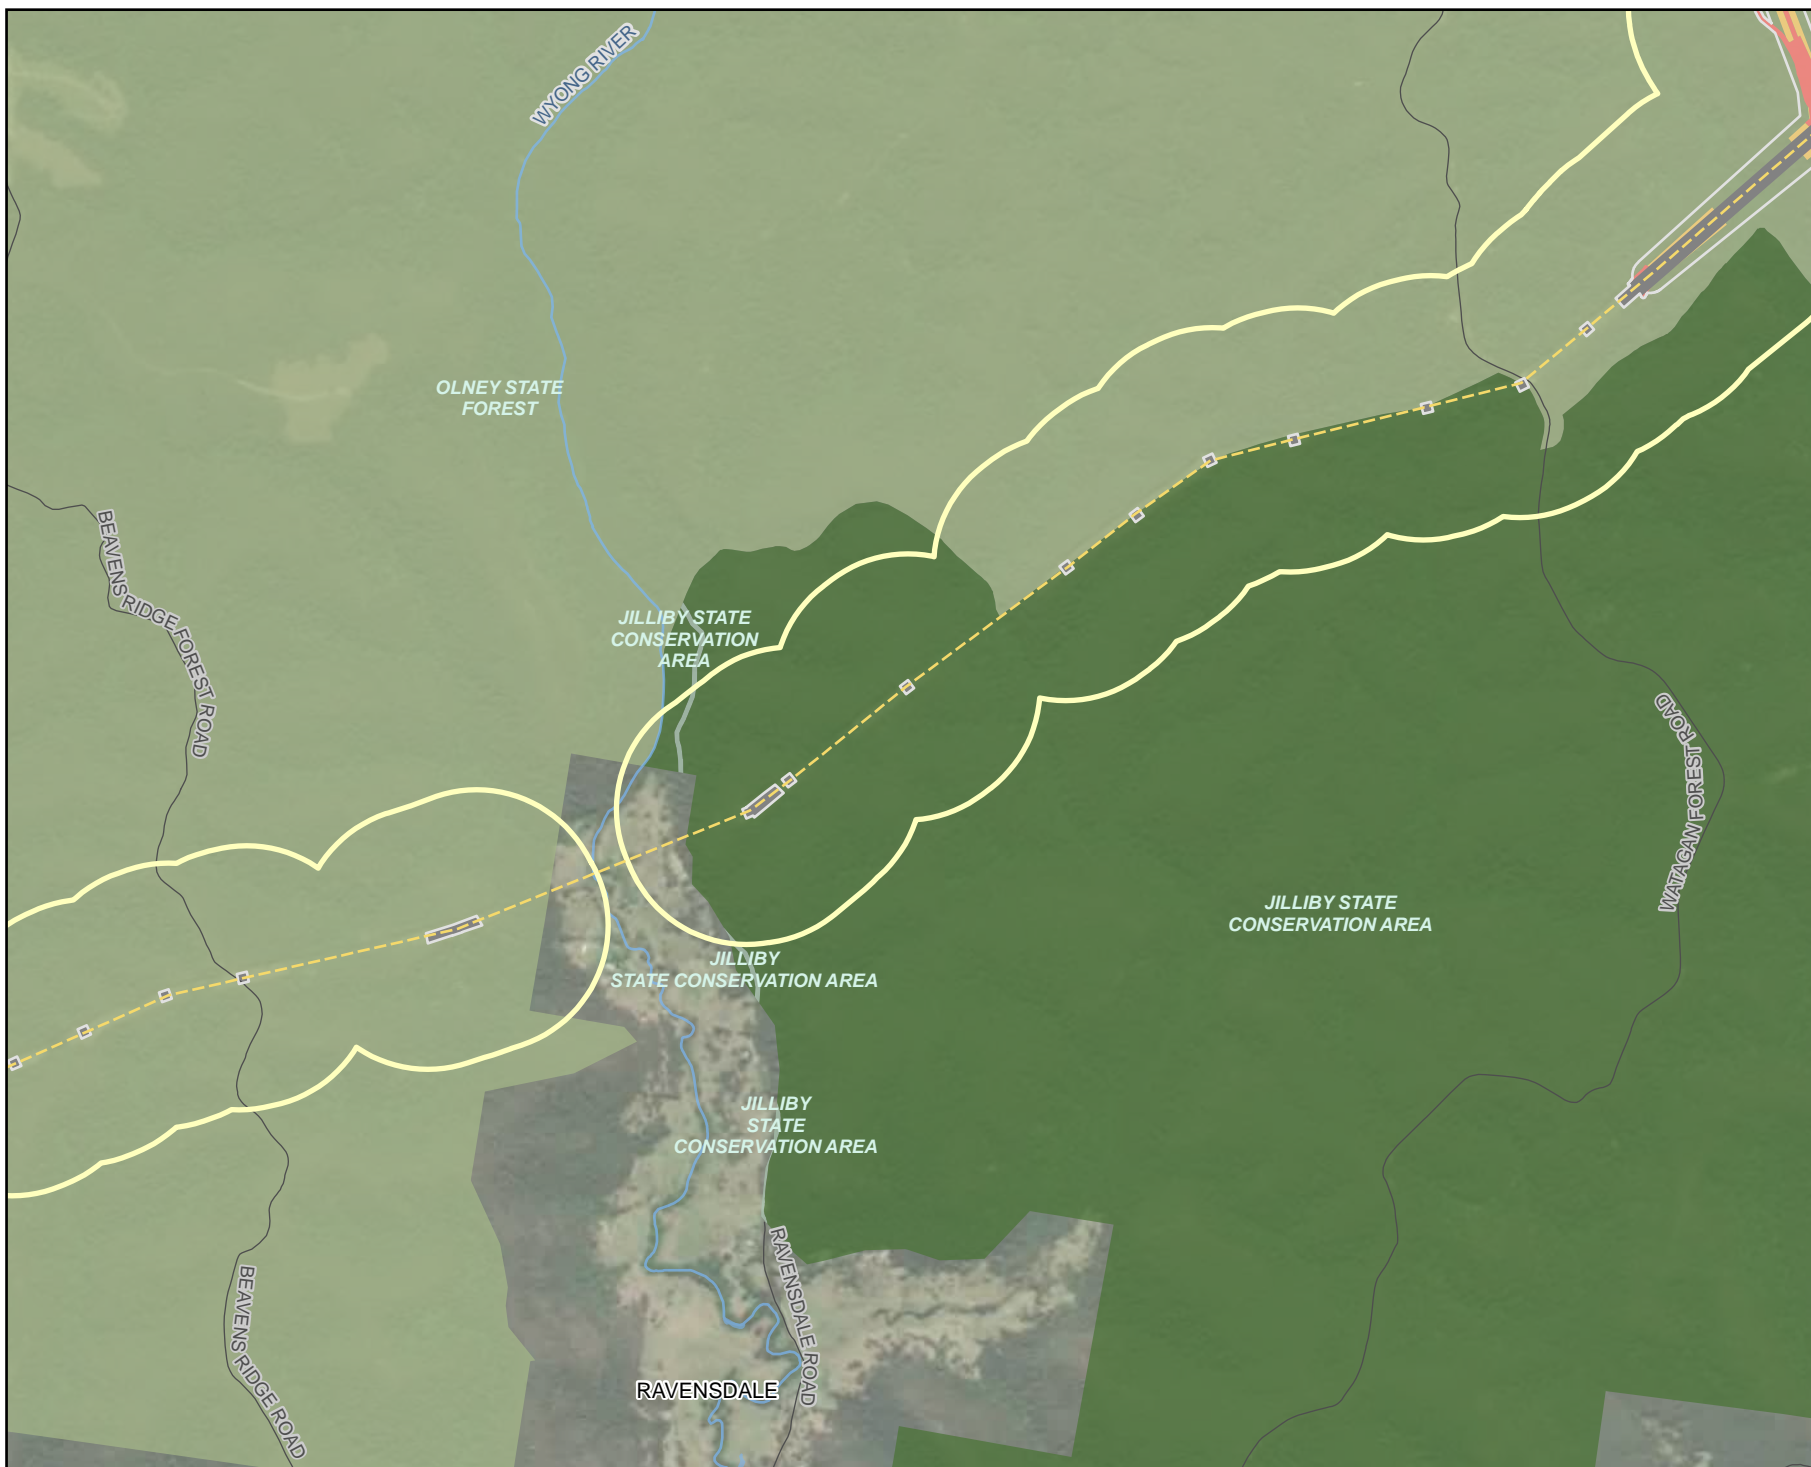 WYONG RIVER
OLNEY STATE
FOREST
BEAVENS RIDGE FOREST ROAD
JILLIBY STATE
CONSERVATION
AREA
WATAGAN FOREST ROAD
JILLIBY STATE
CONSERVATION AREA
JILLIBY
STATE CONSERVATION AREA
JILLIBY
STATE
CONSERVATION AREA
RAVENSDALE ROAD
BEAVENS RIDGE ROAD
RAVENSDALE